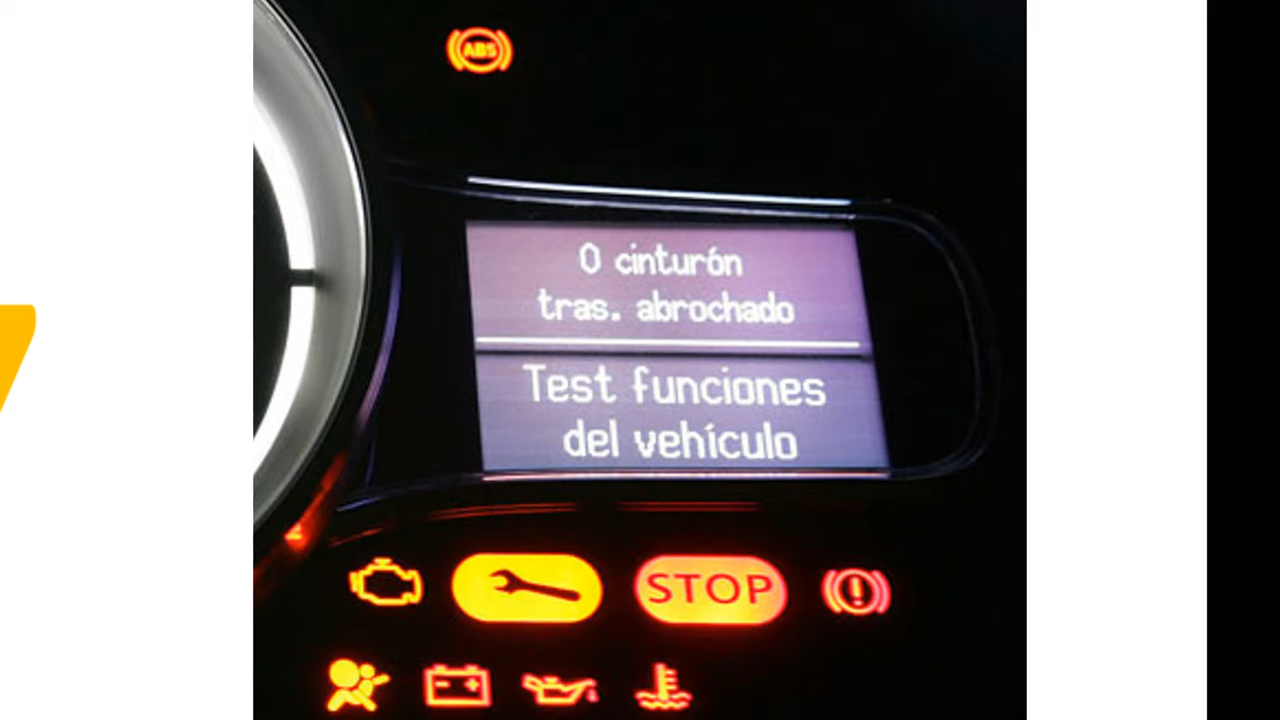 ABS
0 cinturón
tras. abrochado
Test funciones
del vehículo
STOP